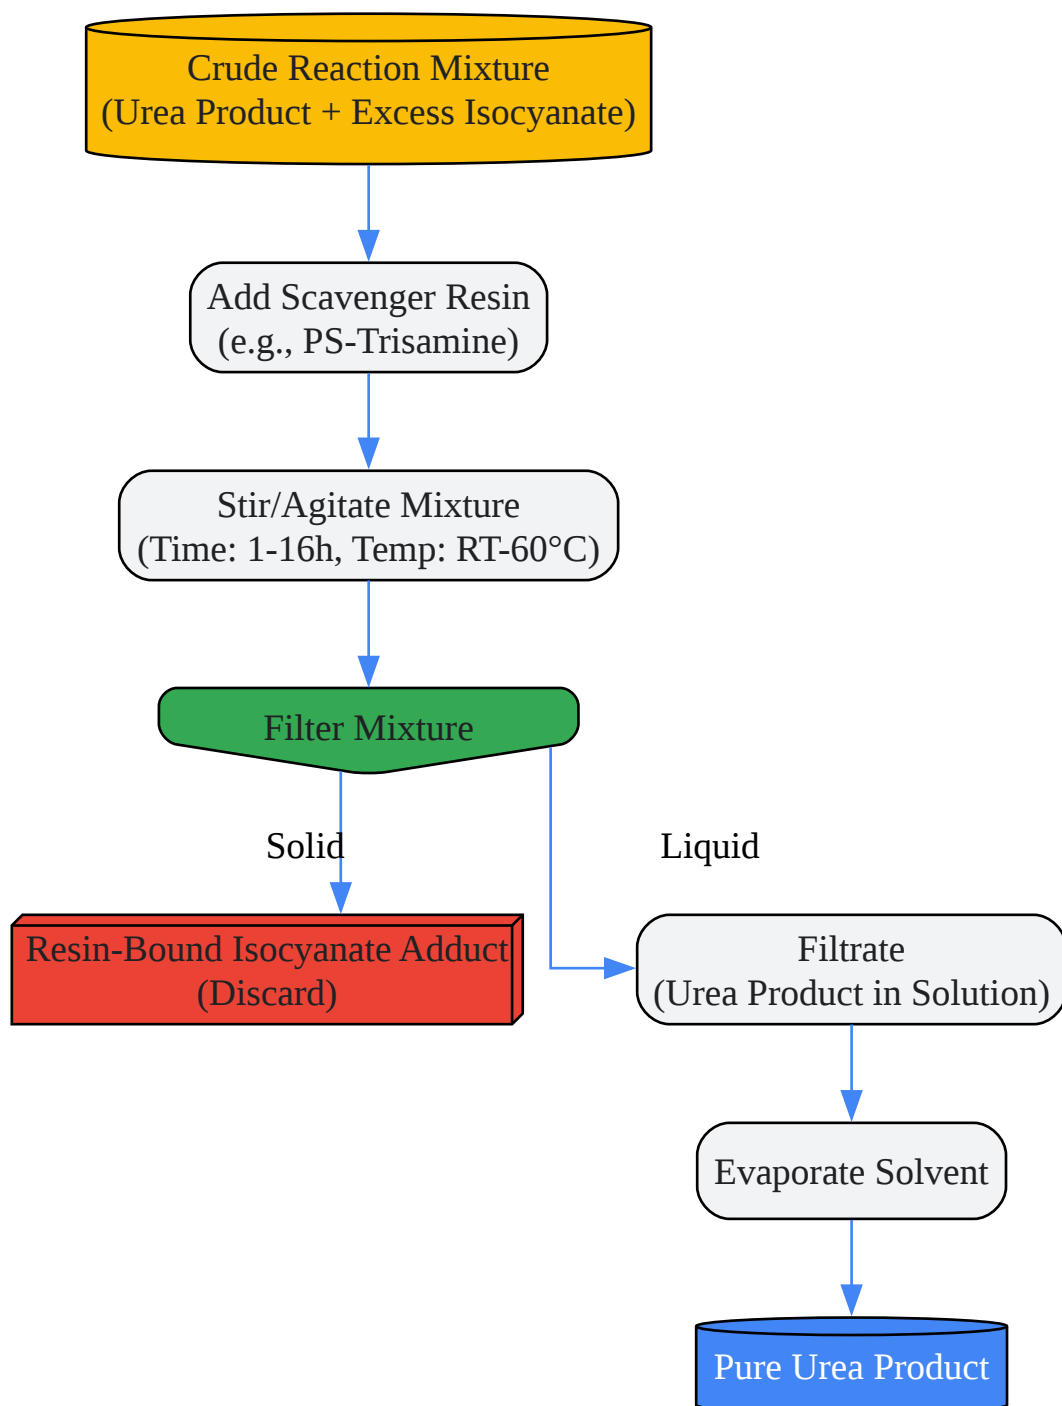 Crude Reaction Mixture
(Urea Product + Excess Isocyanate)
Add Scavenger Resin
(e.g., PS-Trisamine)
Stir/Agitate Mixture
(Time: 1-16h, Temp: RT-60°C)
Filter Mixture
Solid
Liquid
Resin-Bound Isocyanate Adduct
(Discard)
Filtrate
(Urea Product in Solution)
Evaporate Solvent
Pure Urea Product